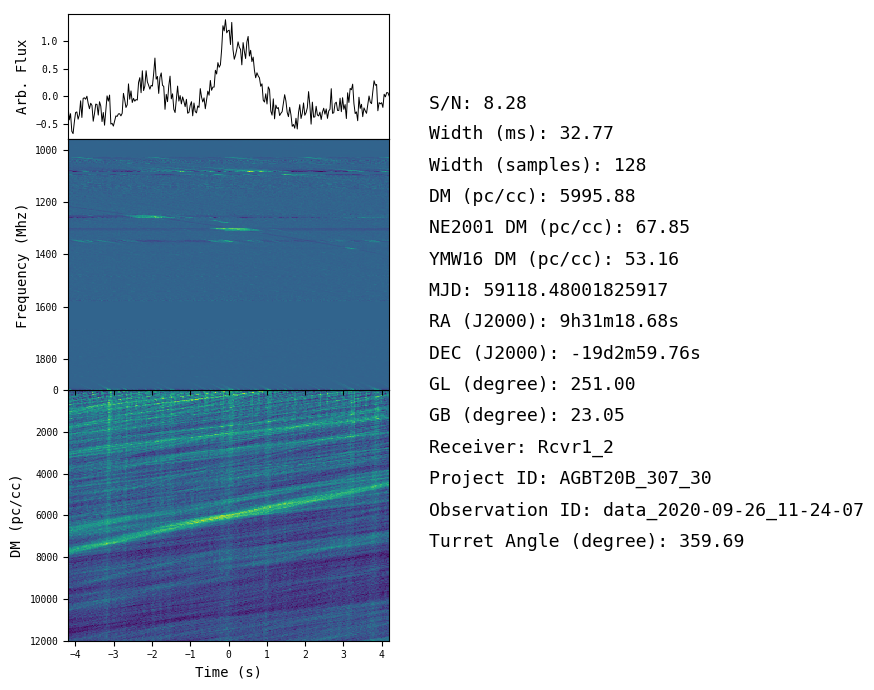 1.0
0.5
0.0
−0.5
Arb. Flux
1000
1200
1400
1600
1800
Frequency (Mhz)
0
2000
4000
6000
8000
10000
12000
DM (pc/cc)
−4 −3 −2 −1 0 1 2 3 4
Time (s)
S/N: 8.28
Width (ms): 32.77
Width (samples): 128
DM (pc/cc): 5995.88
NE2001 DM (pc/cc): 67.85
YMW16 DM (pc/cc): 53.16
MJD: 59118.48001825917
RA (J2000): 9h31m18.68s
DEC (J2000): -19d2m59.76s
GL (degree): 251.00
GB (degree): 23.05
Receiver: Rcvr1_2
Project ID: AGBT20B_307_30
Observation ID: data_2020-09-26_11-24-07
Turret Angle (degree): 359.69